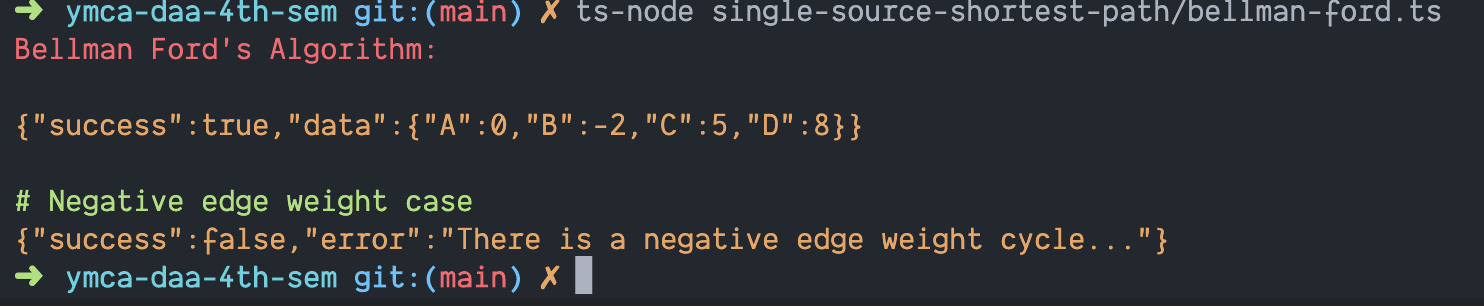 ➜ ymca-daa-4th-sem git:(main) ✗ ts-node single-source-shortest-path/bellman-ford.ts
Bellman Ford's Algorithm:
{"success":true,"data":{"A":0,"B":-2,"C":5,"D":8}}
# Negative edge weight case
{"success":false,"error":"There is a negative edge weight cycle..."}
➜ ymca-daa-4th-sem git:(main) ✗